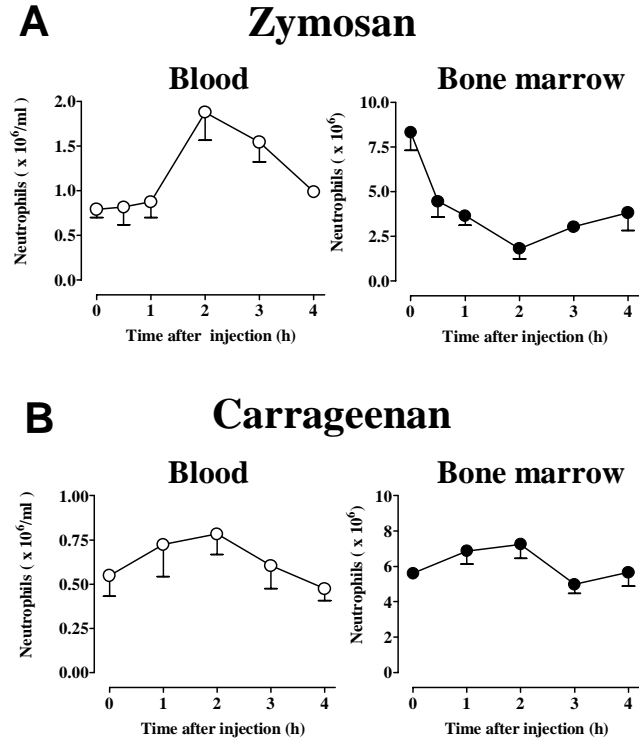 A
Zymosan
Blood
Bone marrow
Neutrophils ( x 10⁶/ml )
2.0
1.5
1.0
0.5
0.0
0 1 2 3 4
Time after injection (h)
Neutrophils ( x 10⁶)
10.0
7.5
5.0
2.5
0.0
0 1 2 3 4
Time after injection (h)
B
Carrageenan
Blood
Bone marrow
Neutrophils ( x 10⁶/ml)
1.00
0.75
0.50
0.25
0.00
0 1 2 3 4
Time after injection (h)
Neutrophils ( x 10⁶)
10
8
6
4
2
0
0 1 2 3 4
Time after injection (h)